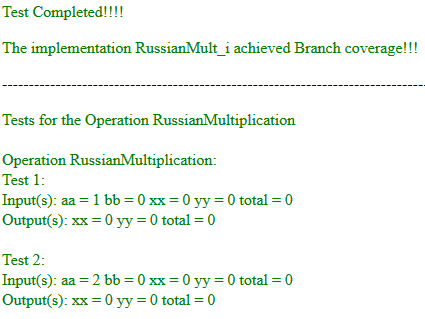 Test Completed!!!!
The implementation RussianMult_i achieved Branch coverage!!!
--------------------------------------------------------------------------------
Tests for the Operation RussianMultiplication
Operation RussianMultiplication:
Test 1:
Input(s): aa = 1 bb = 0 xx = 0 yy = 0 total = 0
Output(s): xx = 0 yy = 0 total = 0
Test 2:
Input(s): aa = 2 bb = 0 xx = 0 yy = 0 total = 0
Output(s): xx = 0 yy = 0 total = 0